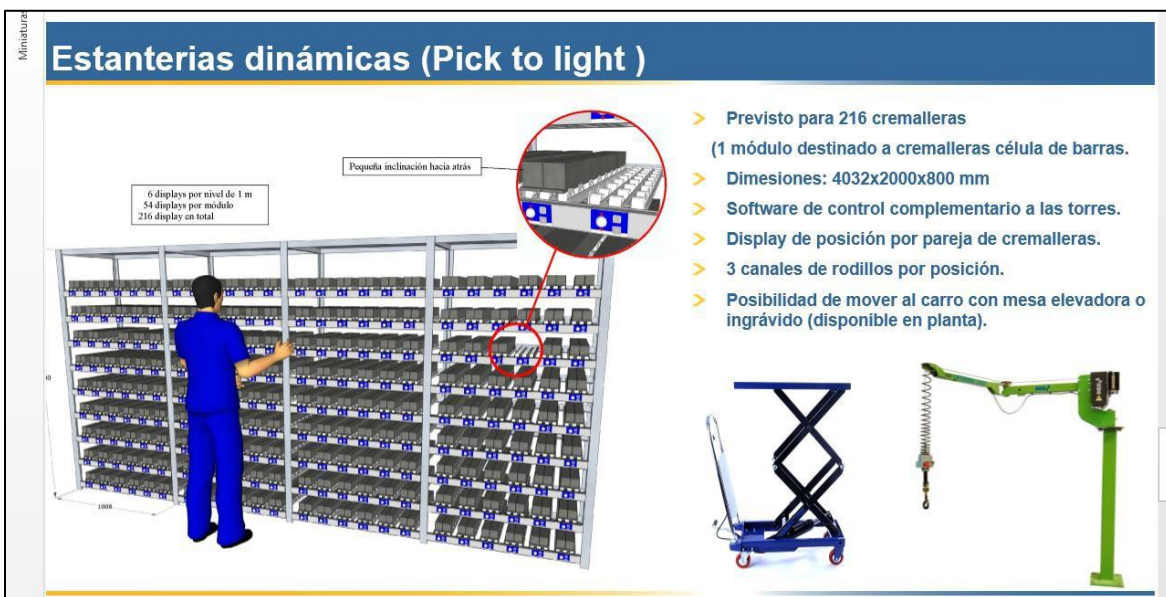 Miniaturas
Estanterias dinámicas (Pick to light )
Pequeña inclinación hacia atrás
6 displays por nivel de 1 m
54 displays por módulo
216 display en total
1008
> Previsto para 216 cremalleras
(1 módulo destinado a cremalleras célula de barras.
> Dimesiones: 4032x2000x800 mm
> Software de control complementario a las torres.
> Display de posición por pareja de cremalleras.
> 3 canales de rodillos por posición.
> Posibilidad de mover al carro con mesa elevadora o
ingrávido (disponible en planta).